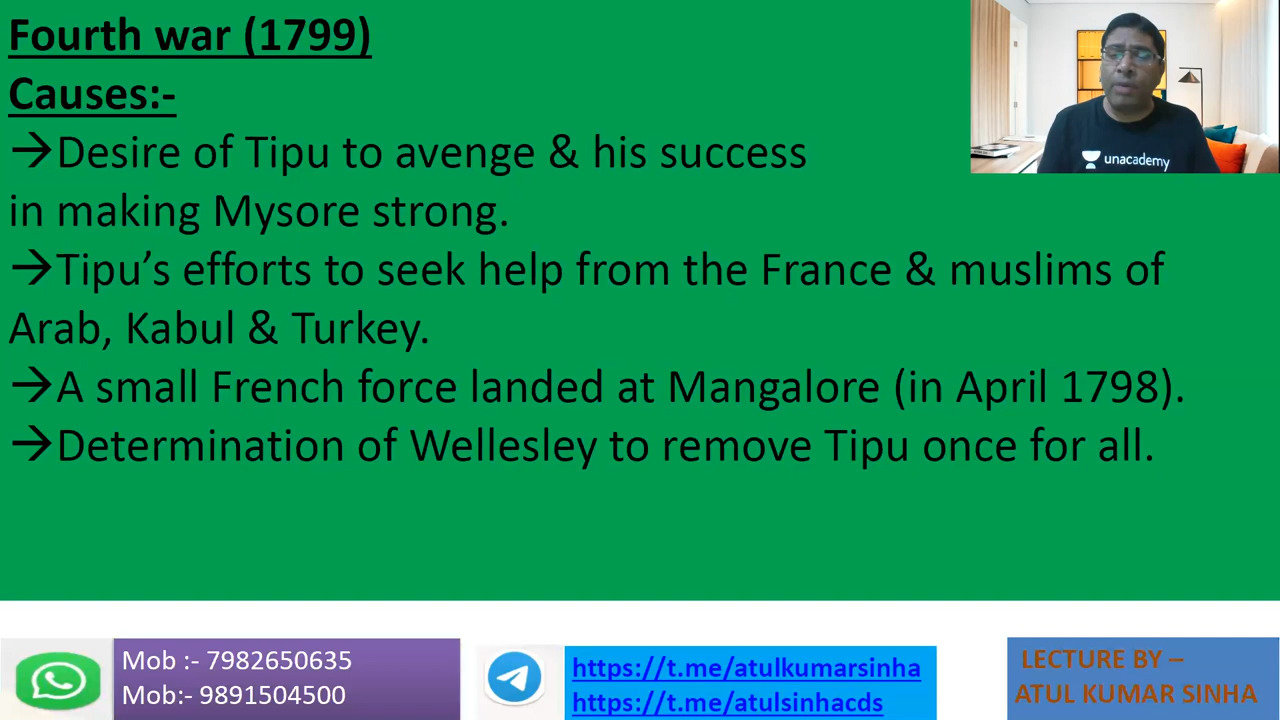 Fourth war (1799)
Causes:-
→Desire of Tipu to avenge & his success
in making Mysore strong.
→Tipu’s efforts to seek help from the France & muslims of
Arab, Kabul & Turkey.
→A small French force landed at Mangalore (in April 1798).
→Determination of Wellesley to remove Tipu once for all.
unacademy
Mob :- 7982650635
Mob:- 9891504500
https://t.me/atulkumarsinha
https://t.me/atulsinhacds
LECTURE BY –
ATUL KUMAR SINHA